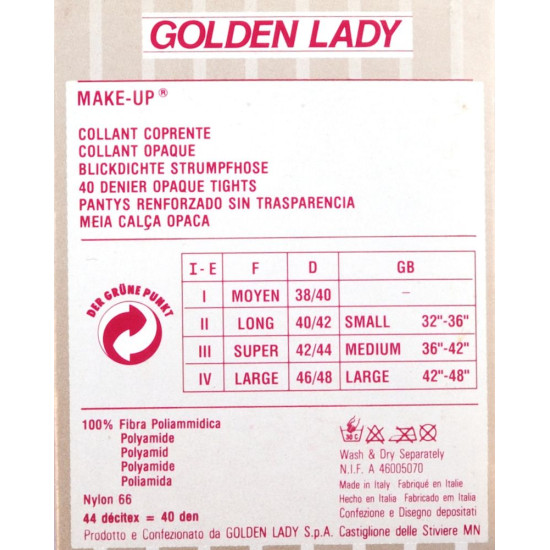 GOLDEN LADY
MAKE-UP®
COLLANT COPRENTE
COLLANT OPAQUE
BLICKDICHTE STRUMPFHOSE
40 DENIER OPAQUE TIGHTS
PANTYS RENFORZADO SIN TRASPARENCIA
MEIA CALÇA OPACA
DER GRÜNE PUNKT
I-E F D GB
I MOYEN 38/40 –
II LONG 40/42 SMALL 32"-36"
III SUPER 42/44 MEDIUM 36"-42"
IV LARGE 46/48 LARGE 42"-48"
100% Fibra Poliammidica
Polyamide
Polyamid
Polyamide
Poliamida
Nylon 66
44 décitex = 40 den
30 C
Wash & Dry Separately
N.I.F. A 46005070
Made in Italy Fabriqué en Italie
Hecho en Italia Fabricado em Italia
Confezione e Disegno depositati
Prodotto e Confezionato da GOLDEN LADY S.p.A. Castiglione delle Stiviere MN